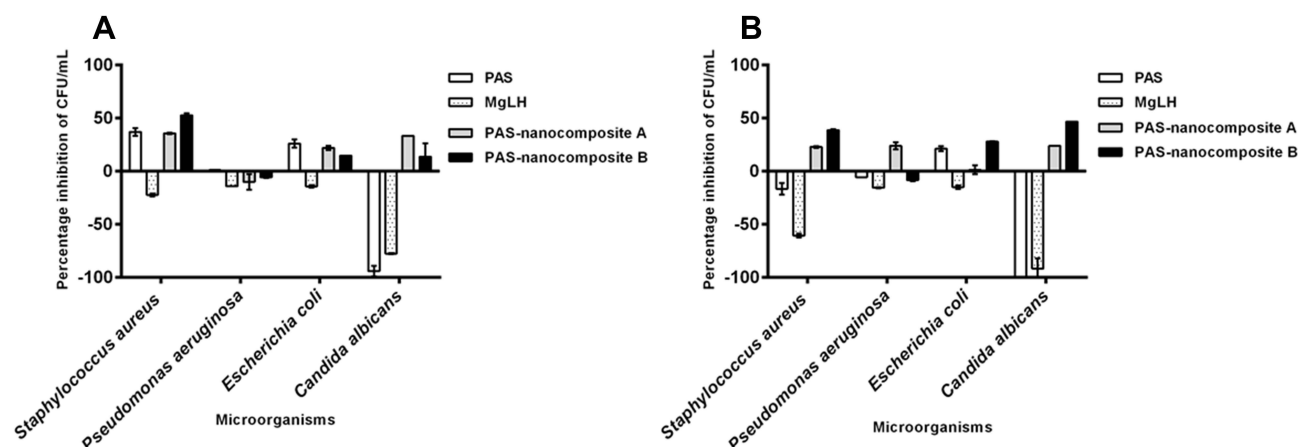 A
Percentage inhibition of CFU/mL
100
50
0
-50
-100
Staphylococcus aureus
Pseudomonas aeruginosa
Escherichia coli
Candida albicans
Microorganisms
PAS
MgLH
PAS-nanocomposite A
PAS-nanocomposite B
B
Percentage inhibition of CFU/mL
100
50
0
-50
-100
Staphylococcus aureus
Pseudomonas aeruginosa
Escherichia coli
Candida albicans
Microorganisms
PAS
MgLH
PAS-nanocomposite A
PAS-nanocomposite B